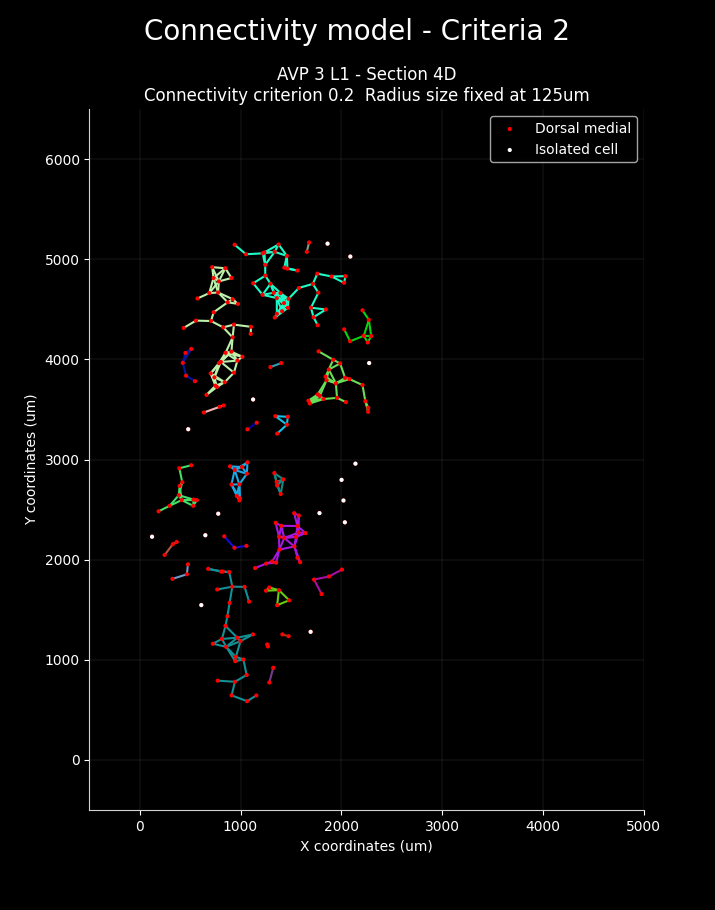 Connectivity model - Criteria 2
AVP 3 L1 - Section 4D
Connectivity criterion 0.2  Radius size fixed at 125um
Dorsal medial
Isolated cell
6000
5000
4000
3000
2000
1000
0
Y coordinates (um)
0
1000
2000
3000
4000
5000
X coordinates (um)